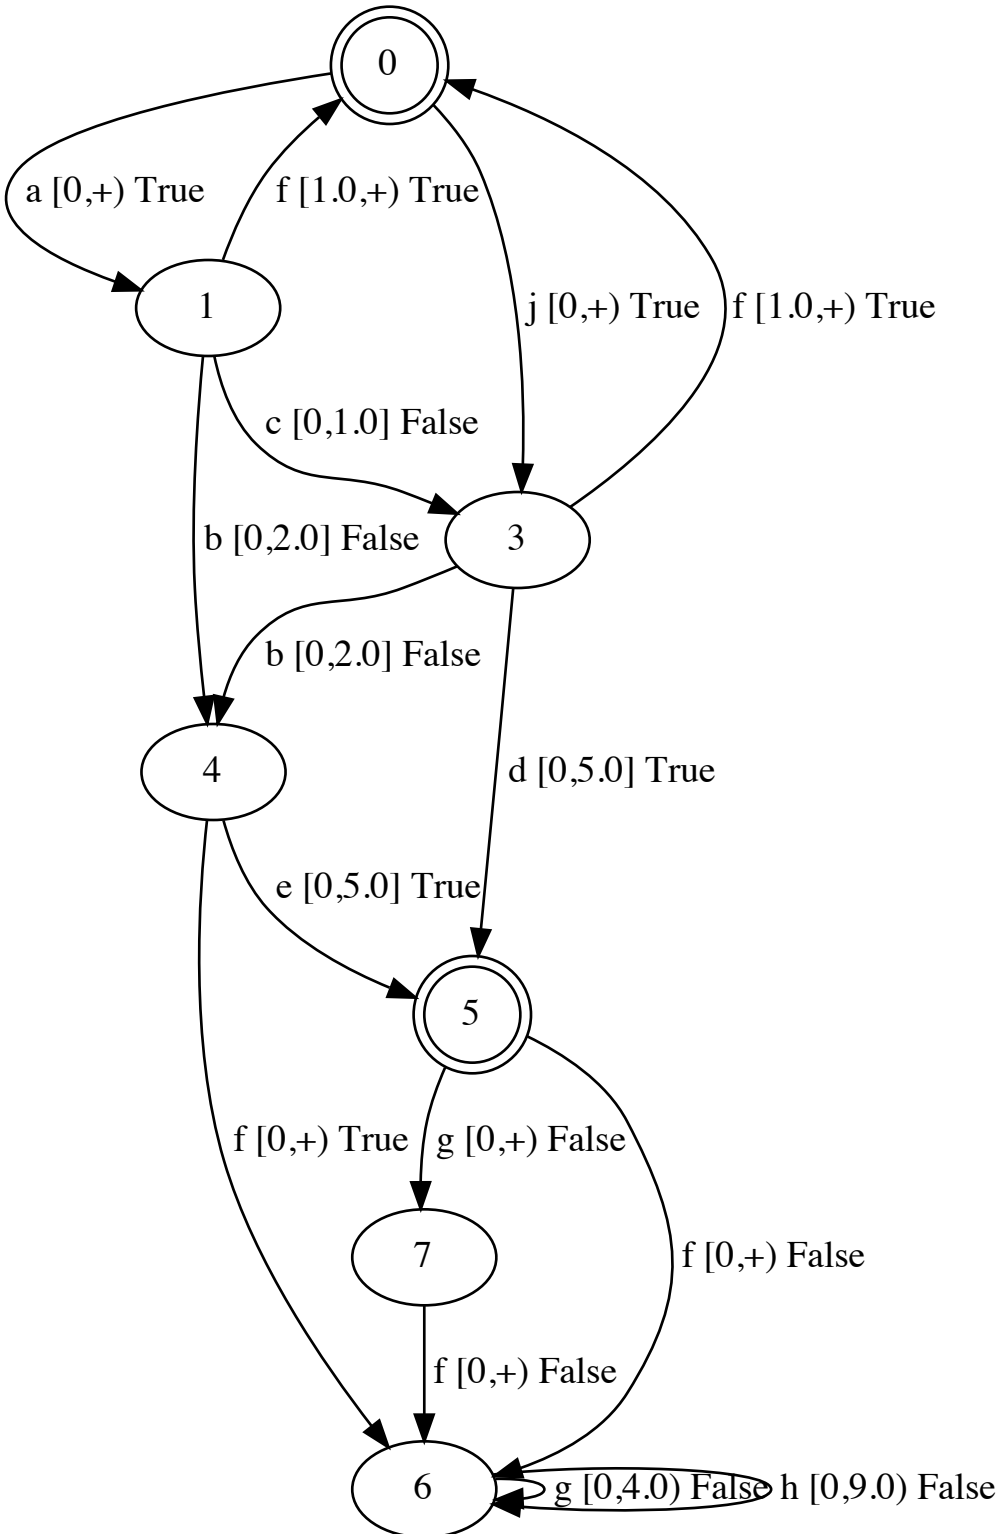 0
a [0,+) True
f [1.0,+) True
1
j [0,+) True
f [1.0,+) True
c [0,1.0] False
b [0,2.0] False
3
b [0,2.0] False
4
d [0,5.0] True
e [0,5.0] True
5
f [0,+) True
g [0,+) False
7
f [0,+) False
f [0,+) False
6
g [0,4.0) False
h [0,9.0) False